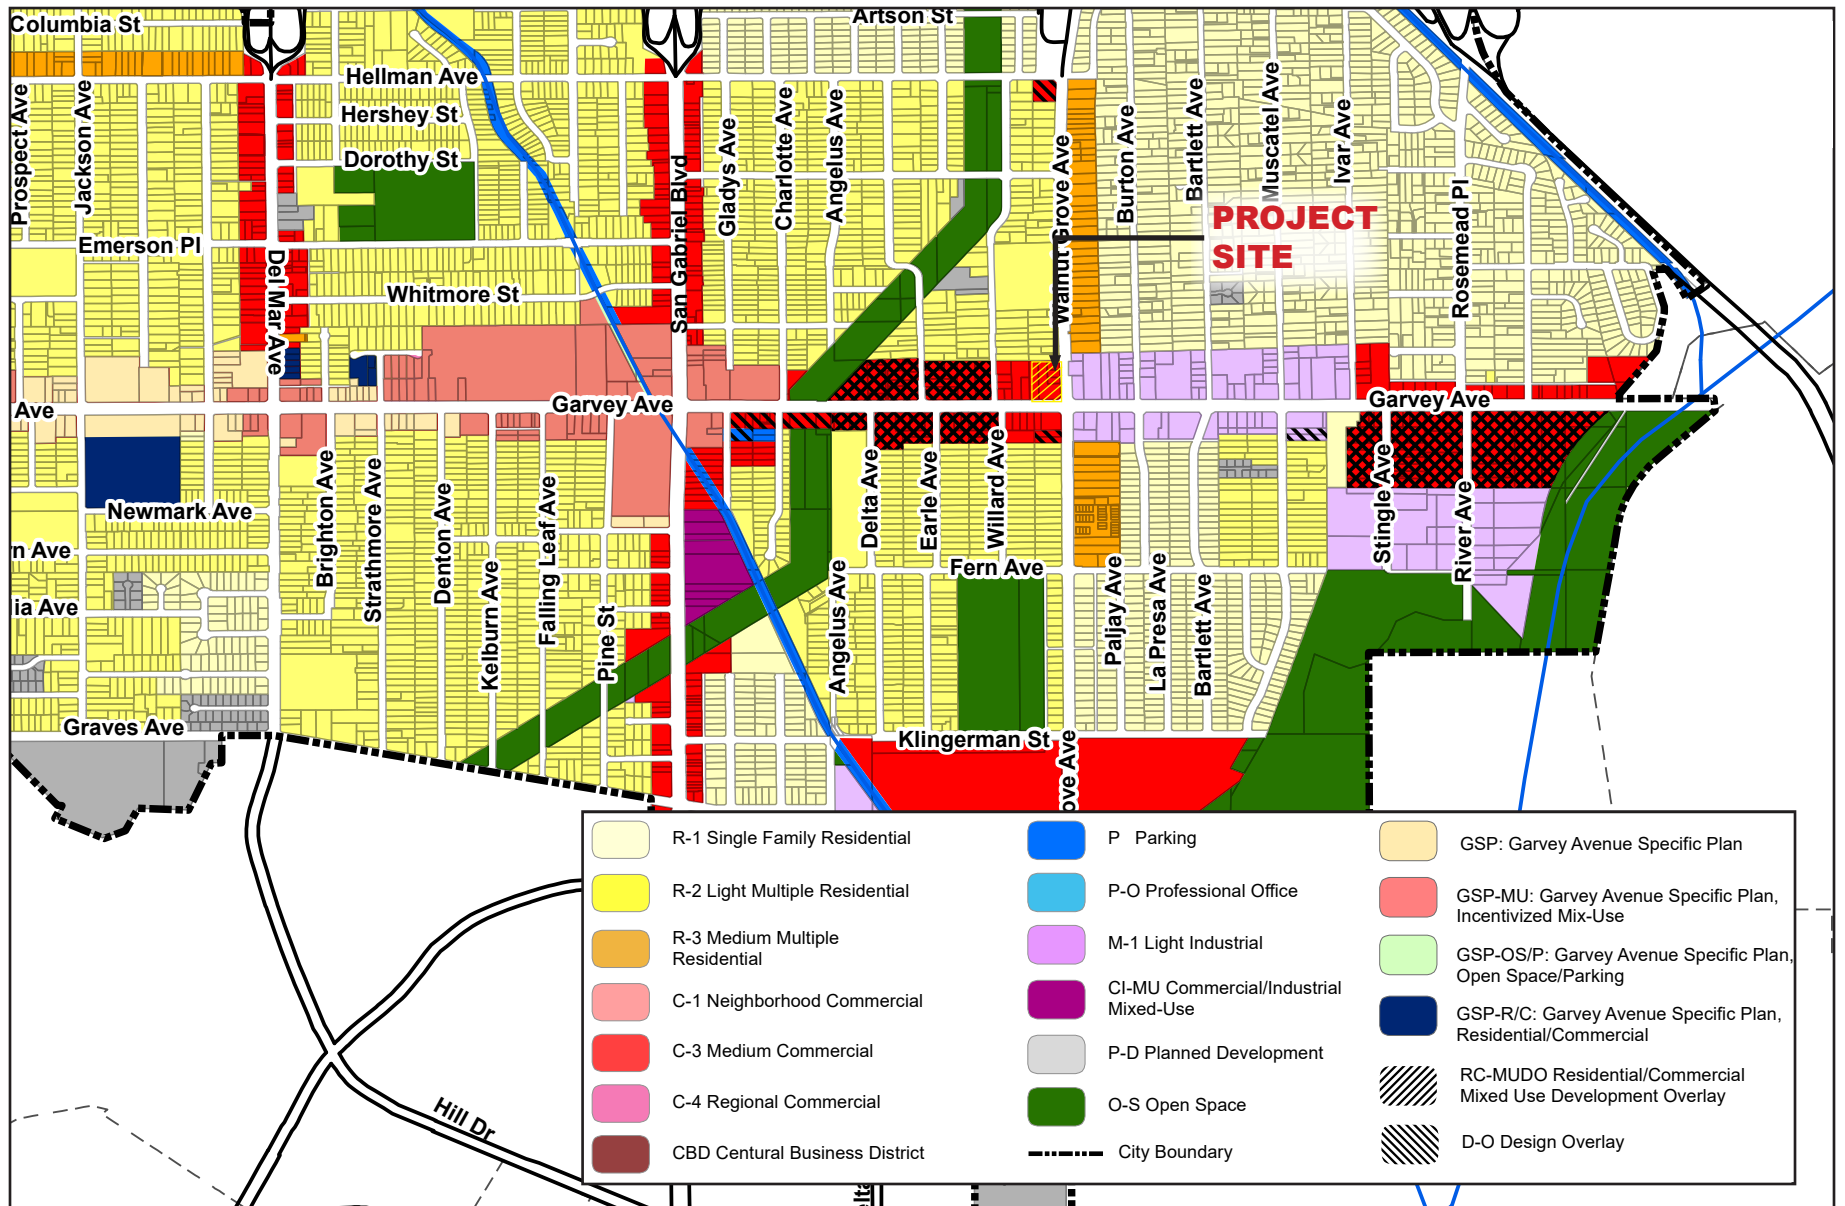 Columbia St
Artson St
Hellman Ave
Hershey St
Dorothy St
Prospect Ave
Jackson Ave
Emerson Pl
Del Mar Ave
Whitmore St
San Gabriel Blvd
Gladys Ave
Charlotte Ave
Angelus Ave
Walnut Grove Ave
Burton Ave
Bartlett Ave
Muscatel Ave
Ivar Ave
Rosemead Pl
PROJECT
SITE
Ave
Garvey Ave
Garvey Ave
Newmark Ave
rn Ave
lia Ave
Graves Ave
Brighton Ave
Strathmore Ave
Denton Ave
Kelburn Ave
Falling Leaf Ave
Pine St
Angelus Ave
Delta Ave
Earle Ave
Willard Ave
Fern Ave
Paljay Ave
La Presa Ave
Bartlett Ave
Stingle Ave
River Ave
Klingerman St
ove Ave
Hill Dr
elta
R-1 Single Family Residential
R-2 Light Multiple Residential
R-3 Medium Multiple
Residential
C-1 Neighborhood Commercial
C-3 Medium Commercial
C-4 Regional Commercial
CBD Centural Business District
P Parking
P-O Professional Office
M-1 Light Industrial
CI-MU Commercial/Industrial
Mixed-Use
P-D Planned Development
O-S Open Space
City Boundary
GSP: Garvey Avenue Specific Plan
GSP-MU: Garvey Avenue Specific Plan,
Incentivized Mix-Use
GSP-OS/P: Garvey Avenue Specific Plan,
Open Space/Parking
GSP-R/C: Garvey Avenue Specific Plan,
Residential/Commercial
RC-MUDO Residential/Commercial
Mixed Use Development Overlay
D-O Design Overlay